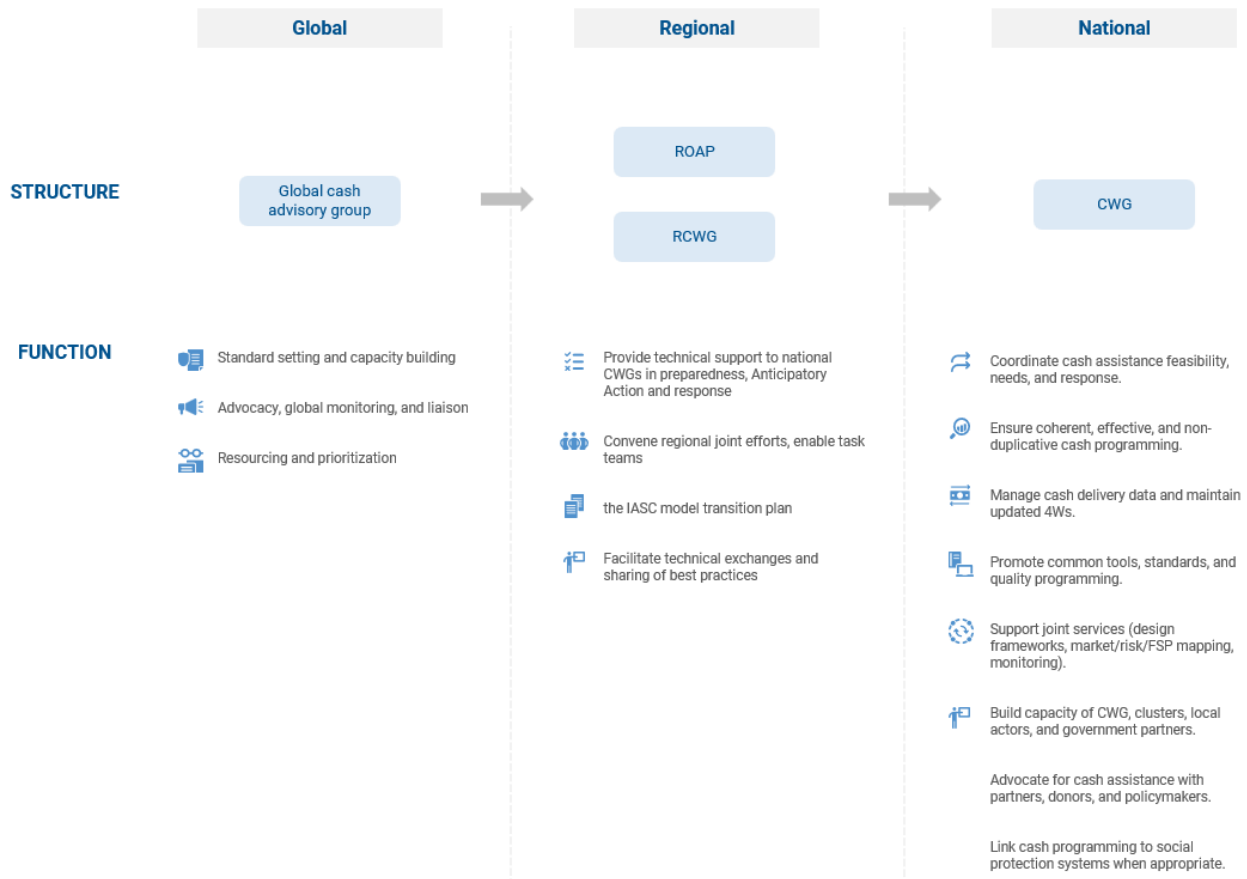 Global
Regional
National
STRUCTURE
Global cash
advisory group
ROAP
RCWG
CWG
FUNCTION
Standard setting and capacity building
Advocacy, global monitoring, and liaison
Resourcing and prioritization
Provide technical support to national
CWGs in preparedness, Anticipatory
Action and response
Convene regional joint efforts, enable task
teams
the IASC model transition plan
Facilitate technical exchanges and
sharing of best practices
Coordinate cash assistance feasibility,
needs, and response.
Ensure coherent, effective, and non-
duplicative cash programming.
Manage cash delivery data and maintain
updated 4Ws.
Promote common tools, standards, and
quality programming.
Support joint services (design
frameworks, market/risk/FSP mapping,
monitoring).
Build capacity of CWG, clusters, local
actors, and government partners.
Advocate for cash assistance with
partners, donors, and policymakers.
Link cash programming to social
protection systems when appropriate.